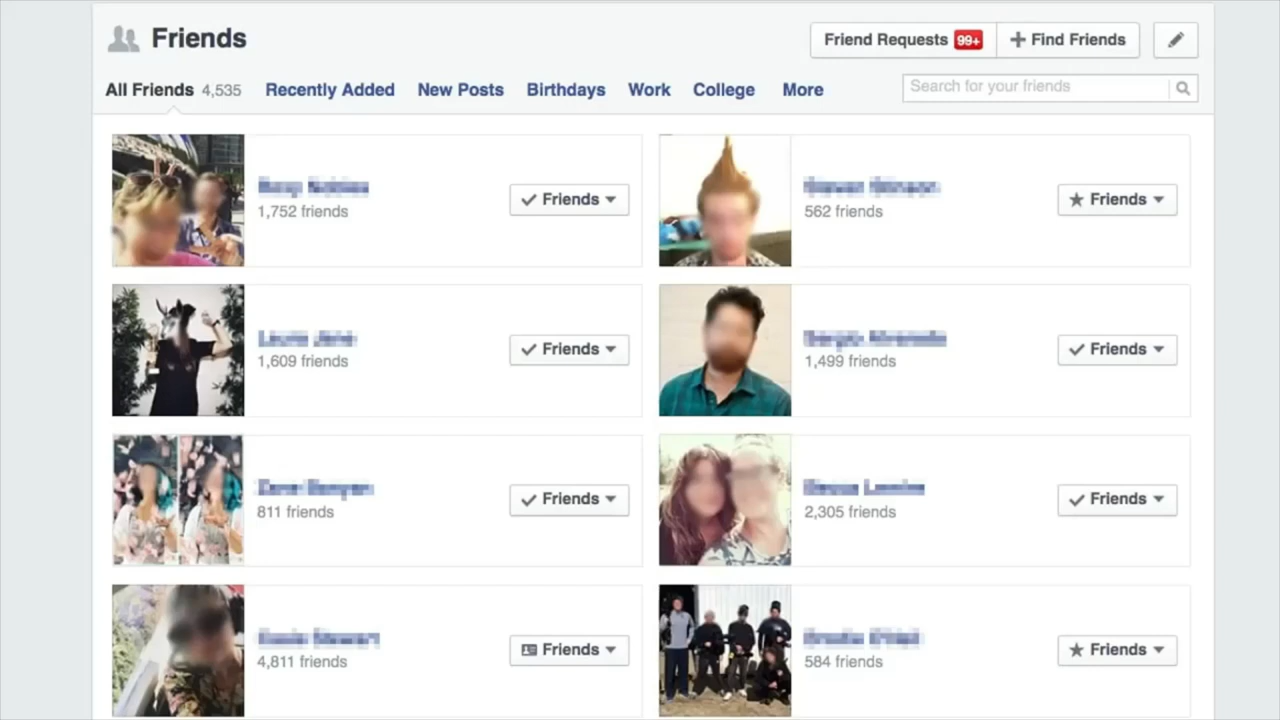 Friends
Friend Requests 99+
Find Friends
All Friends 4,535
Recently Added
New Posts
Birthdays
Work
College
More
Search for your friends
1,752 friends
Friends
562 friends
Friends
1,609 friends
Friends
1,499 friends
Friends
811 friends
Friends
2,305 friends
Friends
4,811 friends
Friends
584 friends
Friends